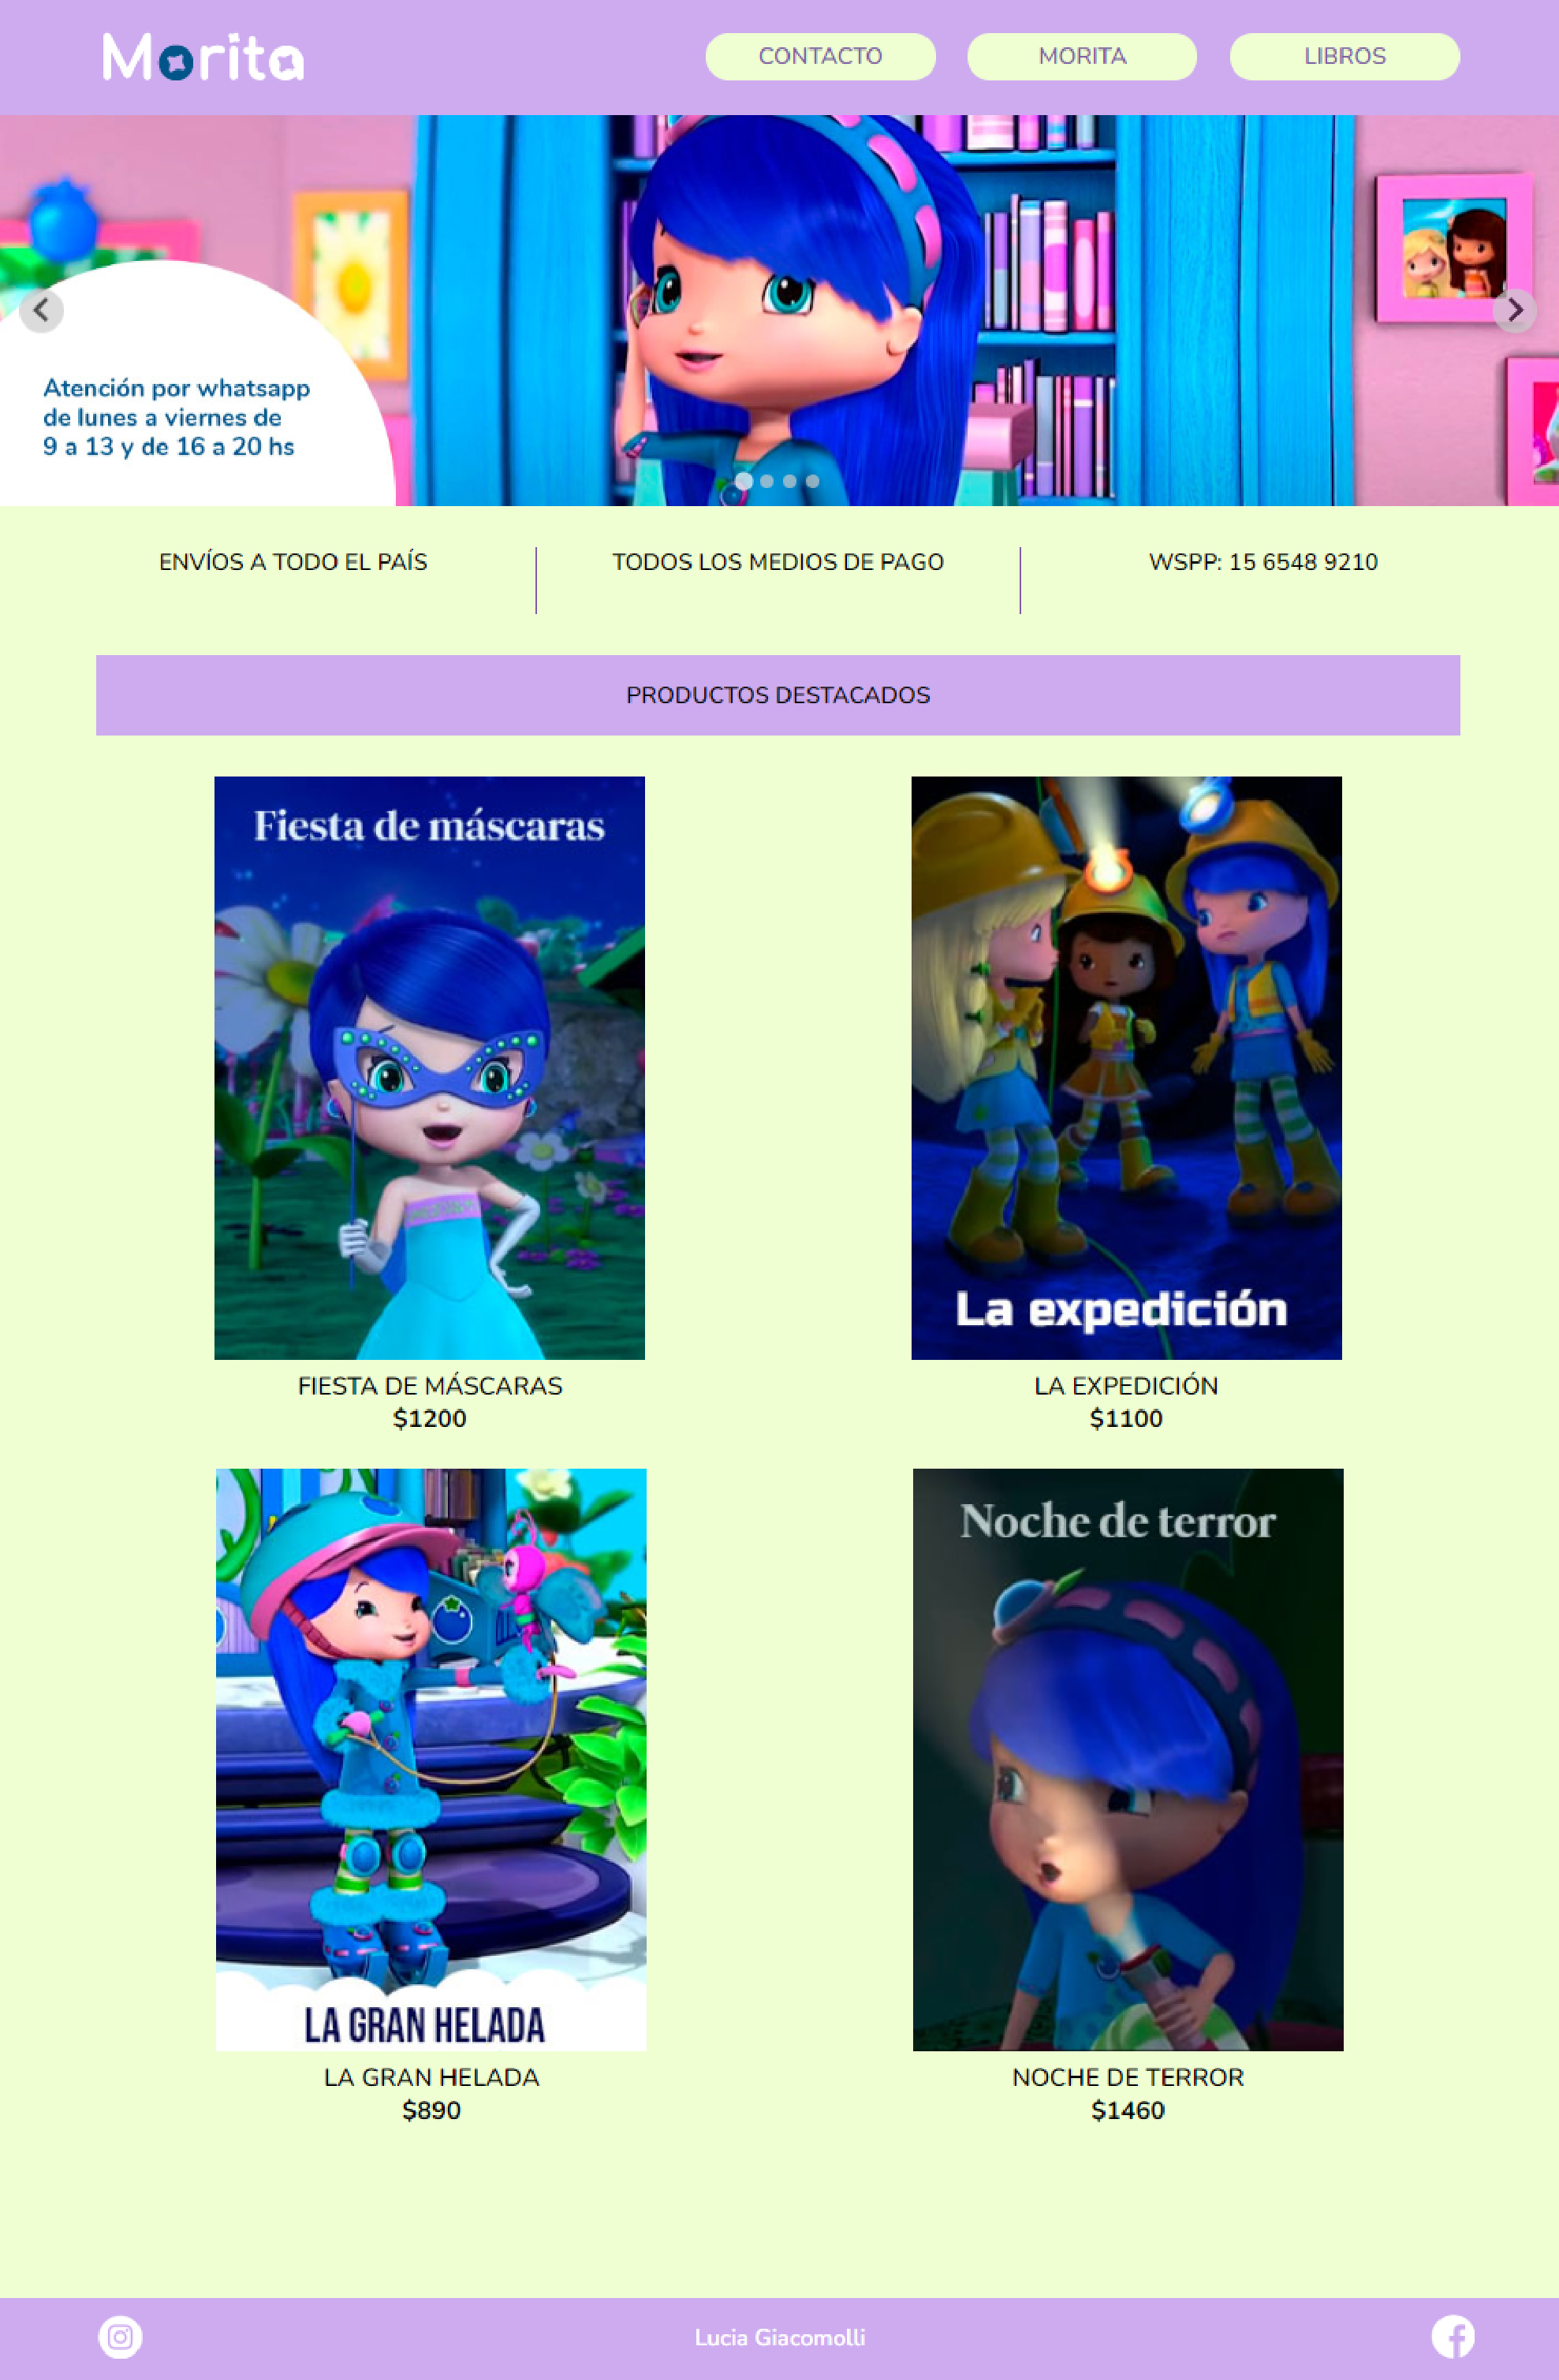 Morita
CONTACTO
MORITA
LIBROS
Atención por whatsapp
de lunes a viernes de
9 a 13 y de 16 a 20 hs
ENVÍOS A TODO EL PAÍS
TODOS LOS MEDIOS DE PAGO
WSPP: 15 6548 9210
PRODUCTOS DESTACADOS
Fiesta de máscaras
La expedición
FIESTA DE MÁSCARAS
$1200
LA EXPEDICIÓN
$1100
LA GRAN HELADA
Noche de terror
LA GRAN HELADA
$890
NOCHE DE TERROR
$1460
Lucia Giacomolli